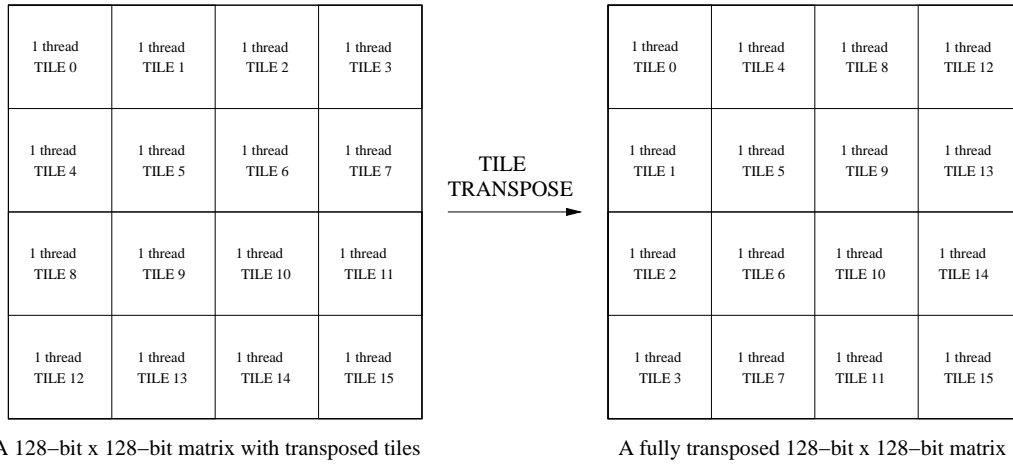 1 thread
TILE 0
1 thread
TILE 1
1 thread
TILE 2
1 thread
TILE 3
1 thread
TILE 4
1 thread
TILE 5
1 thread
TILE 6
1 thread
TILE 7
1 thread
TILE 8
1 thread
TILE 9
1 thread
TILE 10
1 thread
TILE 11
1 thread
TILE 12
1 thread
TILE 13
1 thread
TILE 14
1 thread
TILE 15
A 128−bit x 128−bit matrix with transposed tiles
TILE
TRANSPOSE
1 thread
TILE 0
1 thread
TILE 4
1 thread
TILE 8
1 thread
TILE 12
1 thread
TILE 1
1 thread
TILE 5
1 thread
TILE 9
1 thread
TILE 13
1 thread
TILE 2
1 thread
TILE 6
1 thread
TILE 10
1 thread
TILE 14
1 thread
TILE 3
1 thread
TILE 7
1 thread
TILE 11
1 thread
TILE 15
A fully transposed 128−bit x 128−bit matrix